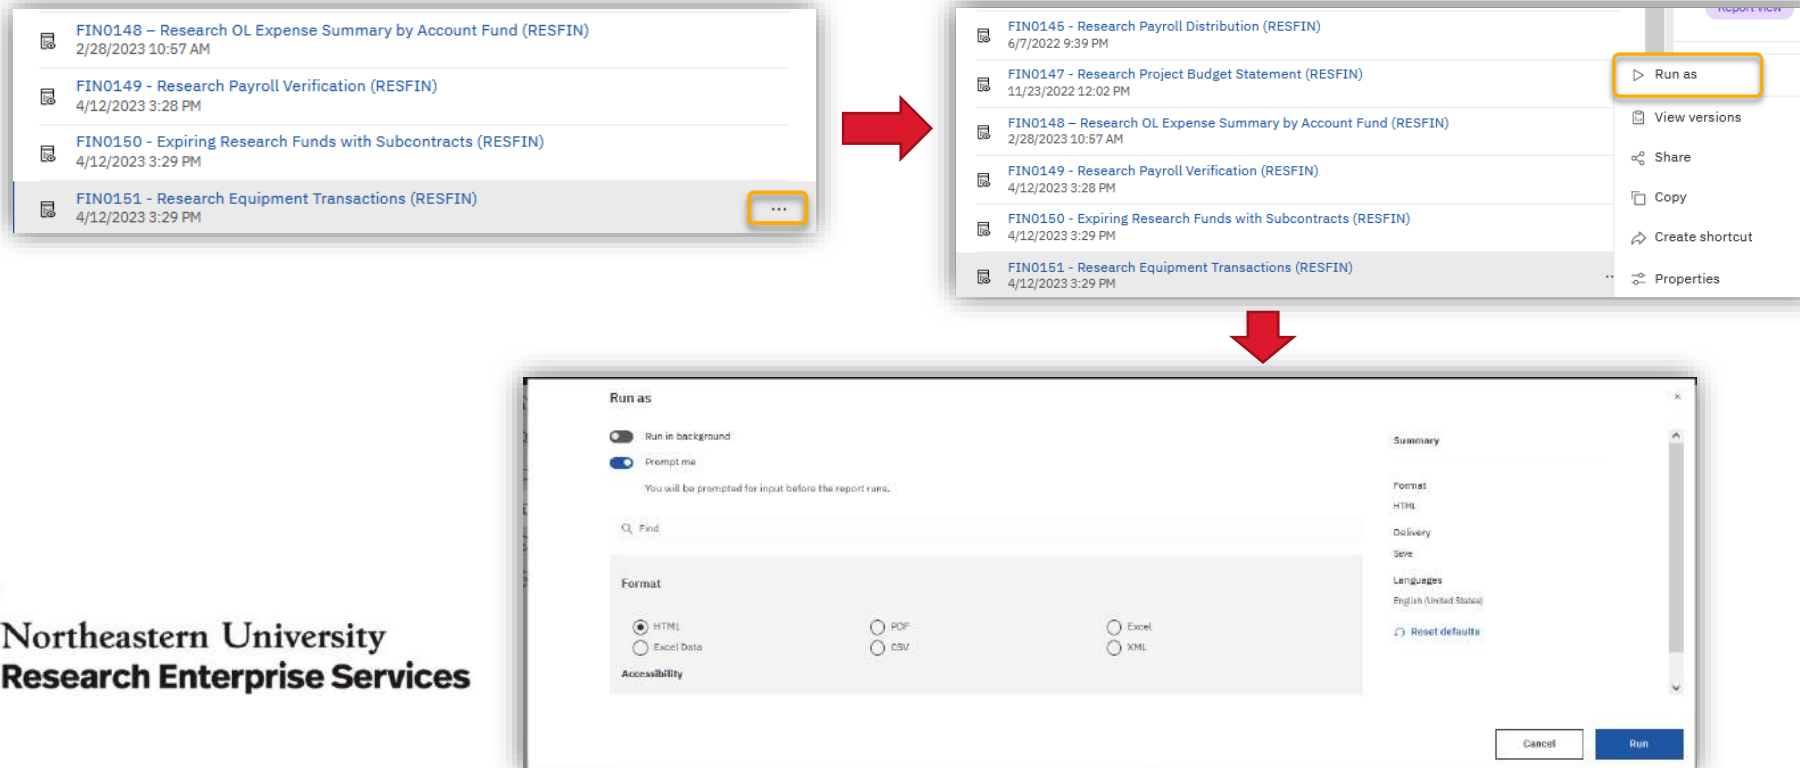 FIN0148 – Research OL Expense Summary by Account Fund (RESFIN)
2/28/2023 10:57 AM
FIN0149 - Research Payroll Verification (RESFIN)
4/12/2023 3:28 PM
FIN0150 - Expiring Research Funds with Subcontracts (RESFIN)
4/12/2023 3:29 PM
FIN0151 - Research Equipment Transactions (RESFIN)
4/12/2023 3:29 PM
...
FIN0145 - Research Payroll Distribution (RESFIN)
6/7/2022 9:39 PM
FIN0147 - Research Project Budget Statement (RESFIN)
11/23/2022 12:02 PM
FIN0148 – Research OL Expense Summary by Account Fund (RESFIN)
2/28/2023 10:57 AM
FIN0149 - Research Payroll Verification (RESFIN)
4/12/2023 3:28 PM
FIN0150 - Expiring Research Funds with Subcontracts (RESFIN)
4/12/2023 3:29 PM
FIN0151 - Research Equipment Transactions (RESFIN)
4/12/2023 3:29 PM
Report view
Run as
View versions
Share
Copy
Create shortcut
Properties
Run as
Run in background
Prompt me
You will be prompted for input before the report runs.
Find
Format
HTML
PDF
Excel
Excel Data
CSV
XML
Accessibility
Summary
Format
HTML
Delivery
Save
Languages
English (United States)
Reset defaults
Cancel
Run
Northeastern University
Research Enterprise Services